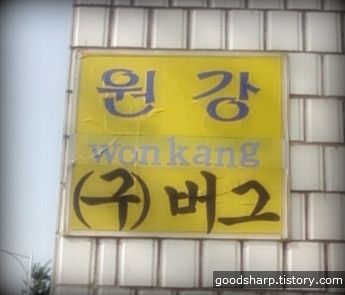 원 강
wonkang
(구) 버그
goodsharp.tistory.com